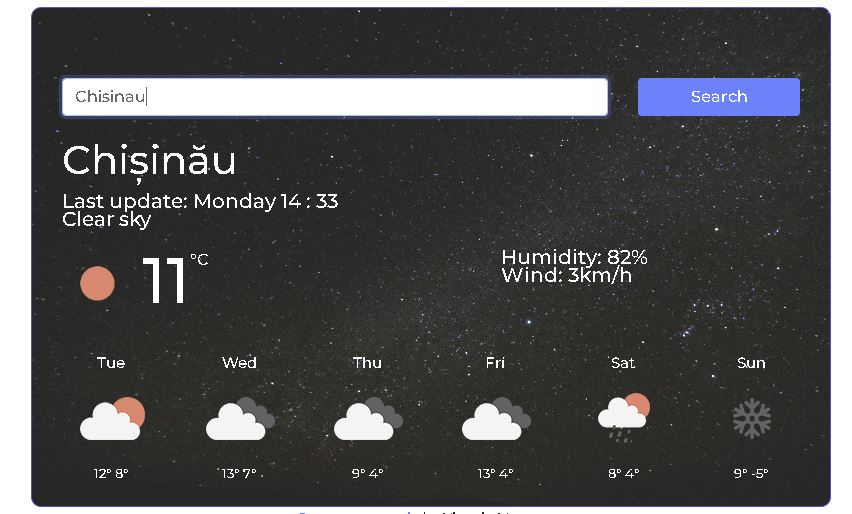 Chisinau
Search
Chișinău
Last update: Monday 14 : 33
Clear sky
11 °C
Humidity: 82%
Wind: 3km/h
Tue Wed Thu Fri Sat Sun
12° 8° 13° 7° 9° 4° 13° 4° 8° 4° 9° -5°